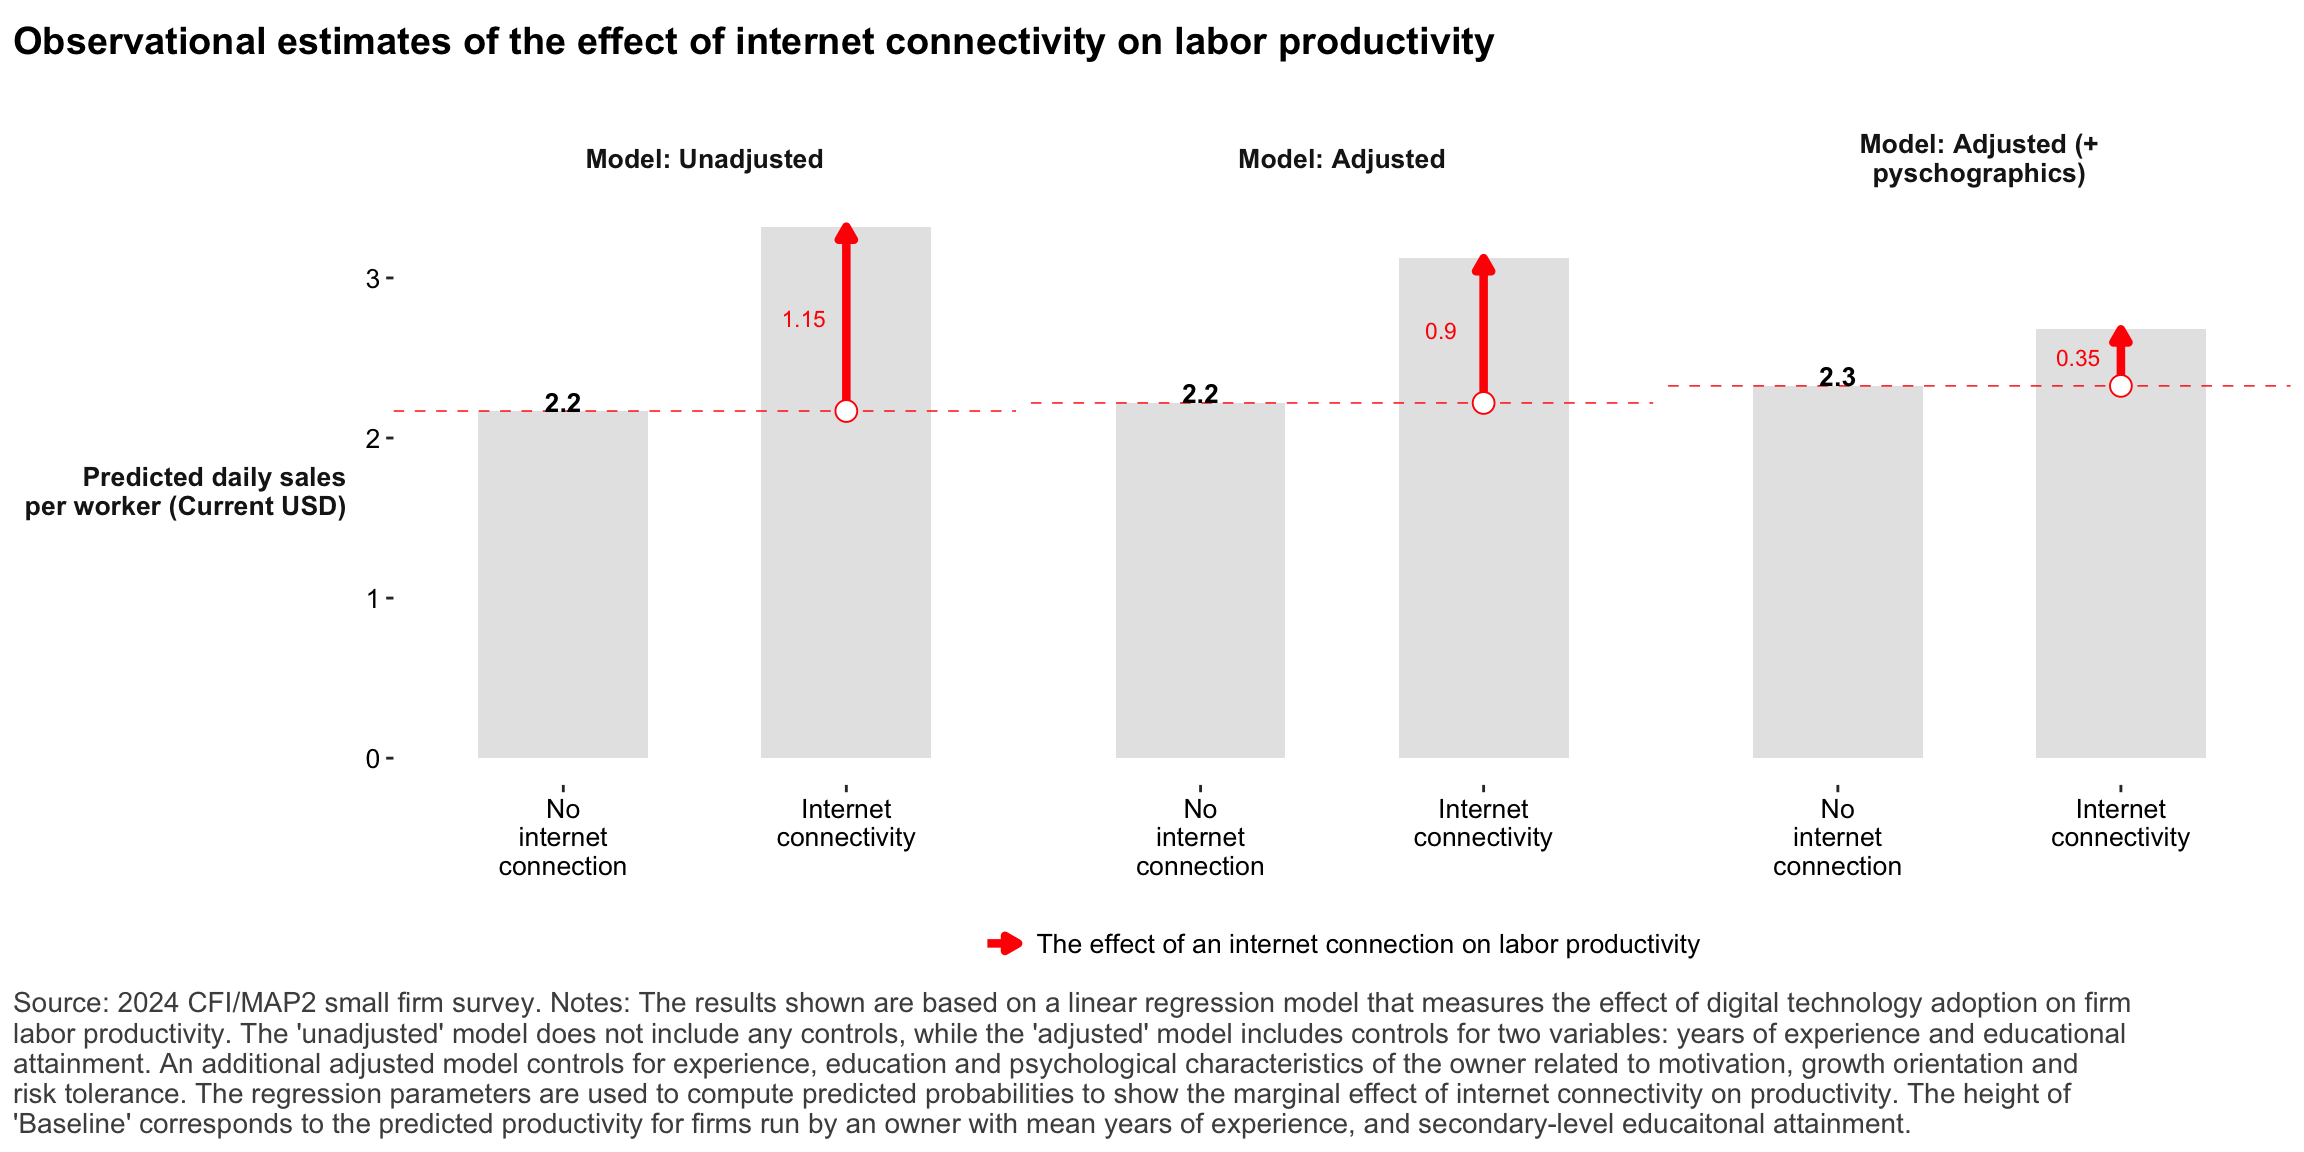 Observational estimates of the effect of internet connectivity on labor productivity
Model: Unadjusted
Model: Adjusted
Model: Adjusted (+
pyschographics)
3
2
1
0
Predicted daily sales
per worker (Current USD)
2.2
1.15
2.2
0.9
2.3
0.35
No
internet
connection
Internet
connectivity
No
internet
connection
Internet
connectivity
No
internet
connection
Internet
connectivity
The effect of an internet connection on labor productivity
Source: 2024 CFI/MAP2 small firm survey. Notes: The results shown are based on a linear regression model that measures the effect of digital technology adoption on firm
labor productivity. The 'unadjusted' model does not include any controls, while the 'adjusted' model includes controls for two variables: years of experience and educational
attainment. An additional adjusted model controls for experience, education and psychological characteristics of the owner related to motivation, growth orientation and
risk tolerance. The regression parameters are used to compute predicted probabilities to show the marginal effect of internet connectivity on productivity. The height of
'Baseline' corresponds to the predicted productivity for firms run by an owner with mean years of experience, and secondary-level educaitonal attainment.